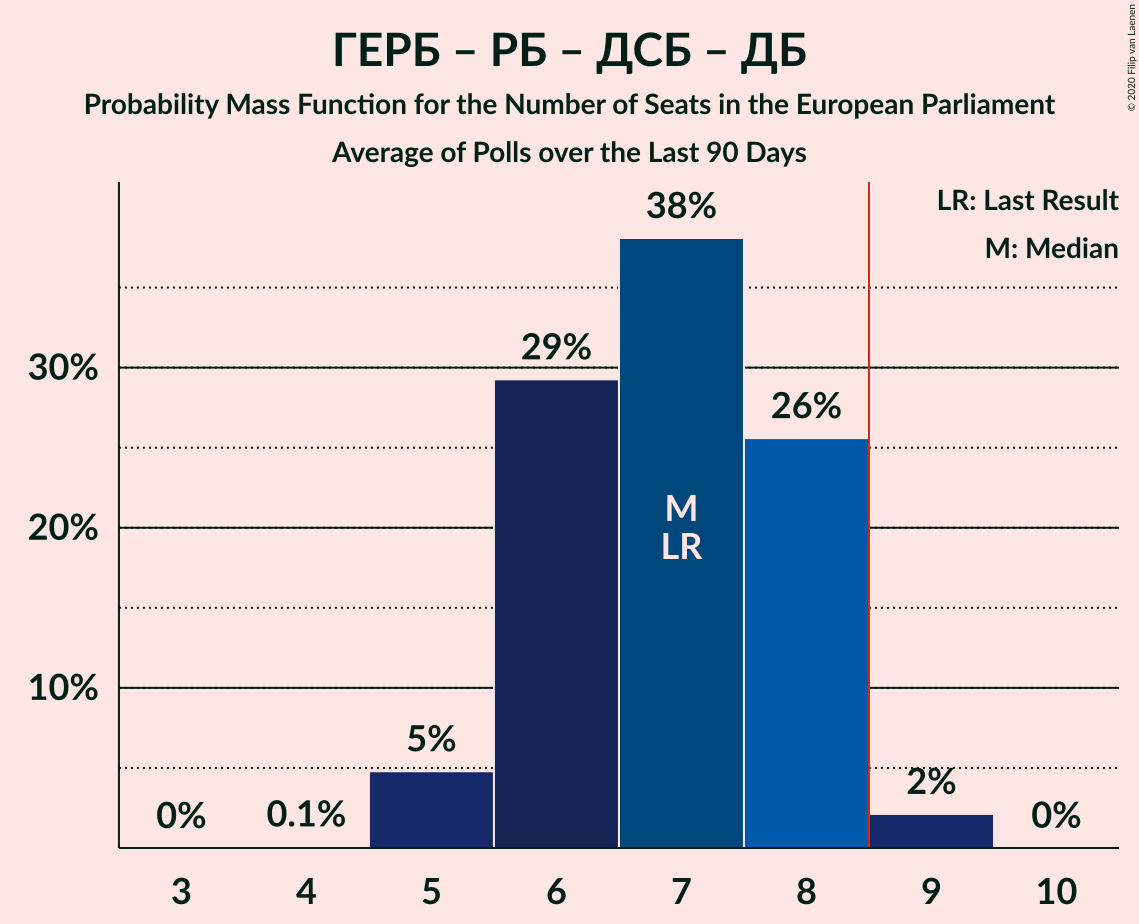 ГЕРБ – РБ – ДСБ – ДБ
Probability Mass Function for the Number of Seats in the European Parliament
Average of Polls over the Last 90 Days
© 2020 Filip van Laenen
LR: Last Result
M: Median
38%
30%
29%
26%
M
LR
20%
10%
5%
2%
0%
0.1%
0%
3 4 5 6 7 8 9 10